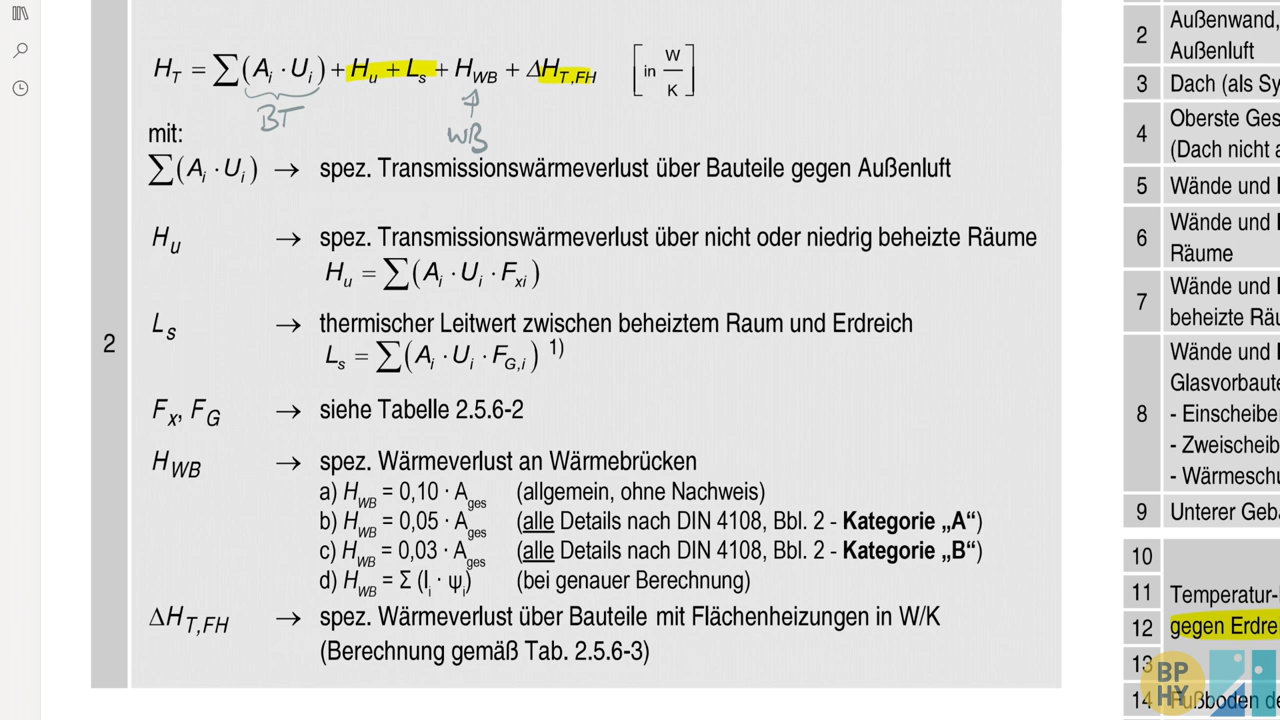 H_T = ∑(A_i · U_i) + H_u + L_s + H_WB + ΔH_T,FH [in W/K]
BT
WB
mit:
∑(A_i · U_i) → spez. Transmissionswärmeverlust über Bauteile gegen Außenluft
H_u → spez. Transmissionswärmeverlust über nicht oder niedrig beheizte Räume
H_u = ∑(A_i · U_i · F_xi)
2
L_s → thermischer Leitwert zwischen beheiztem Raum und Erdreich
L_s = ∑(A_i · U_i · F_G,i) 1)
F_x, F_G → siehe Tabelle 2.5.6-2
H_WB → spez. Wärmeverlust an Wärmebrücken
a) H_WB = 0,10 · A_ges (allgemein, ohne Nachweis)
b) H_WB = 0,05 · A_ges (alle Details nach DIN 4108, Bbl. 2 - Kategorie „A“)
c) H_WB = 0,03 · A_ges (alle Details nach DIN 4108, Bbl. 2 - Kategorie „B“)
d) H_WB = Σ (l_i · ψ_i) (bei genauer Berechnung)
ΔH_T,FH → spez. Wärmeverlust über Bauteile mit Flächenheizungen in W/K
(Berechnung gemäß Tab. 2.5.6-3)
2 Außenwand,
Außenluft
3 Dach (als Sy
4 Oberste Ges
(Dach nicht a
5 Wände und
6 Wände und
Räume
7 Wände und
beheizte Räu
8 Wände und
Glasvorbaute
- Einscheibe
- Zweischeib
- Wärmeschu
9 Unterer Geb
10
11 Temperatur-
12 gegen Erdre
13
14 Fußboden de
BP
HY